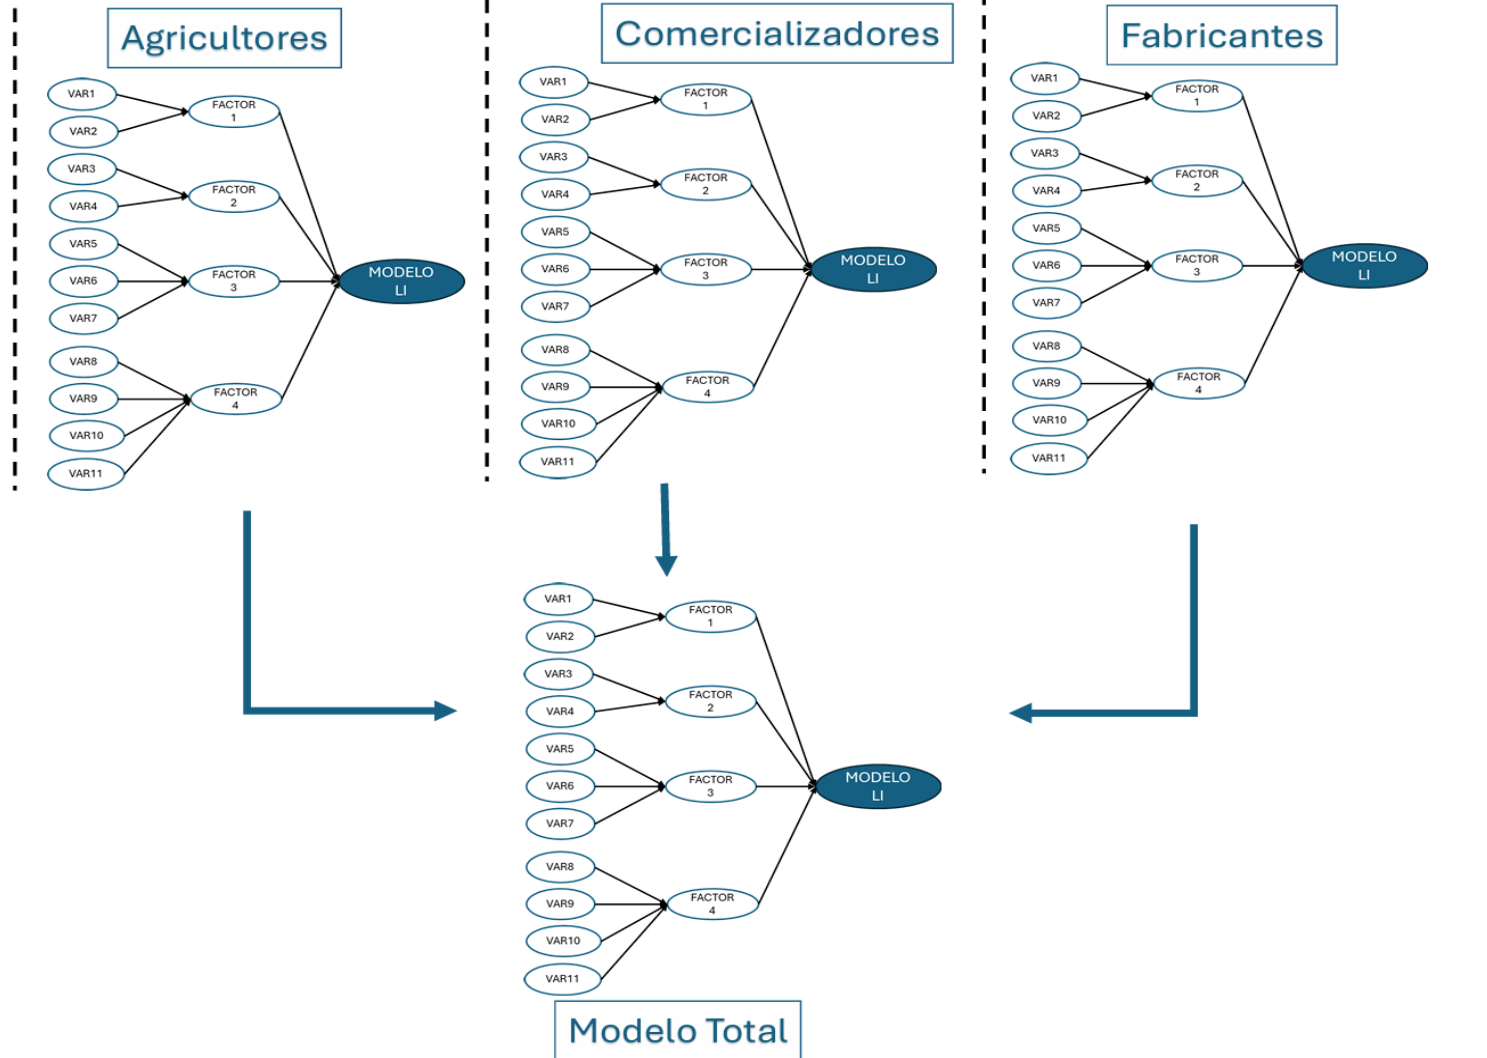 Agricultores
VAR1
VAR2
VAR3
VAR4
VAR5
VAR6
VAR7
VAR8
VAR9
VAR10
VAR11
FACTOR
1
FACTOR
2
FACTOR
3
FACTOR
4
MODELO
LI
Comercializadores
VAR1
VAR2
VAR3
VAR4
VAR5
VAR6
VAR7
VAR8
VAR9
VAR10
VAR11
FACTOR
1
FACTOR
2
FACTOR
3
FACTOR
4
MODELO
LI
Fabricantes
VAR1
VAR2
VAR3
VAR4
VAR5
VAR6
VAR7
VAR8
VAR9
VAR10
VAR11
FACTOR
1
FACTOR
2
FACTOR
3
FACTOR
4
MODELO
LI
VAR1
VAR2
VAR3
VAR4
VAR5
VAR6
VAR7
VAR8
VAR9
VAR10
VAR11
FACTOR
1
FACTOR
2
FACTOR
3
FACTOR
4
MODELO
LI
Modelo Total